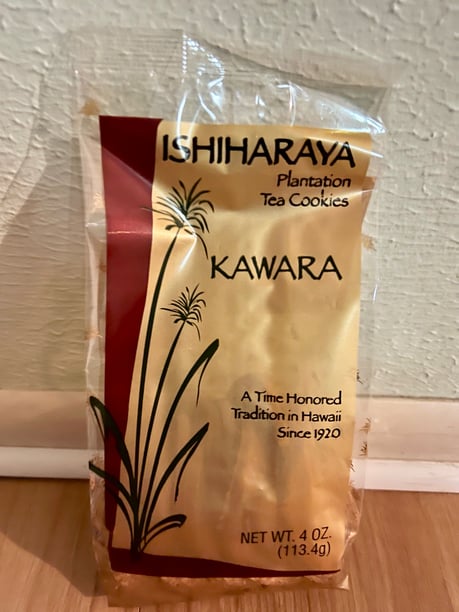 ISHIHARAYA
Plantation
Tea Cookies
KAWARA
A Time Honored
Tradition in Hawaii
Since 1920
NET WT. 4 OZ.
(113.4g)